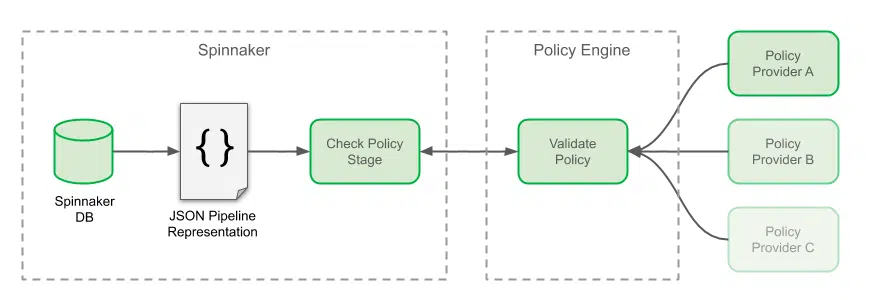 Spinnaker
Policy Engine
Policy
Provider A
{}
Check Policy
Stage
Validate
Policy
Policy
Provider B
Spinnaker
DB
JSON Pipeline
Representation
Policy
Provider C